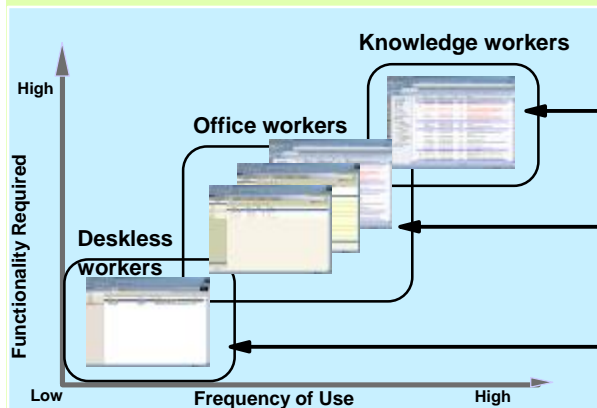 Knowledge workers
High
Office workers
Functionality Required
Deskless
workers
Low
Frequency of Use
High